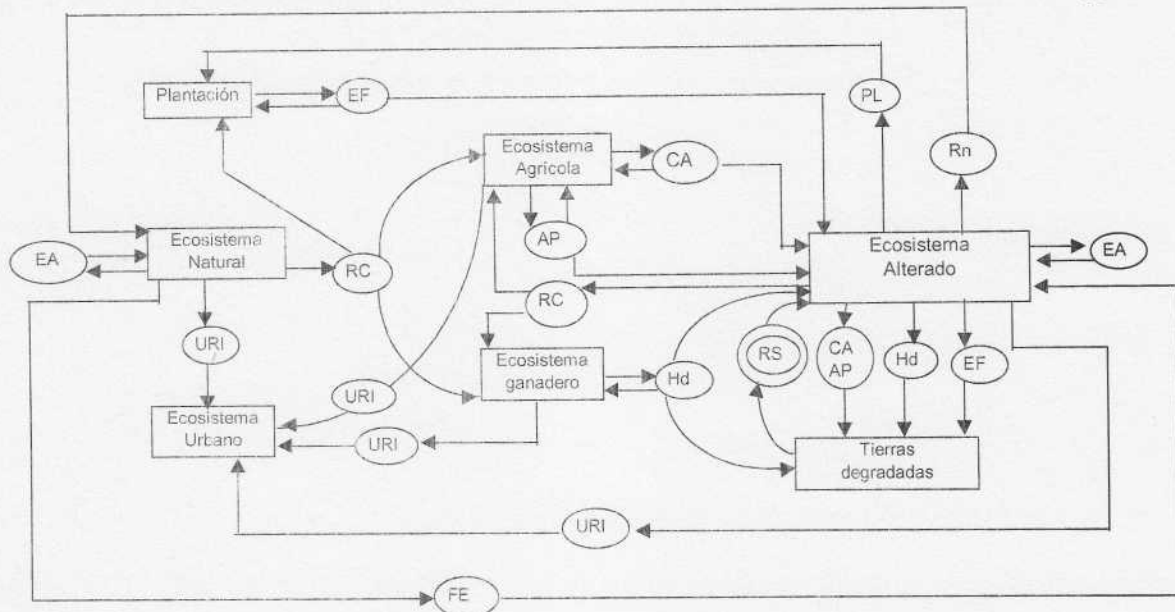 Plantación
EF
PL
Rn
Ecosistema
Agrícola
CA
AP
Ecosistema
Natural
EA
RC
Ecosistema
Alterado
EA
RC
URI
Ecosistema
ganadero
Hd
RS
CA
AP
Hd
EF
URI
Ecosistema
Urbano
URI
Tierras
degradadas
URI
FE